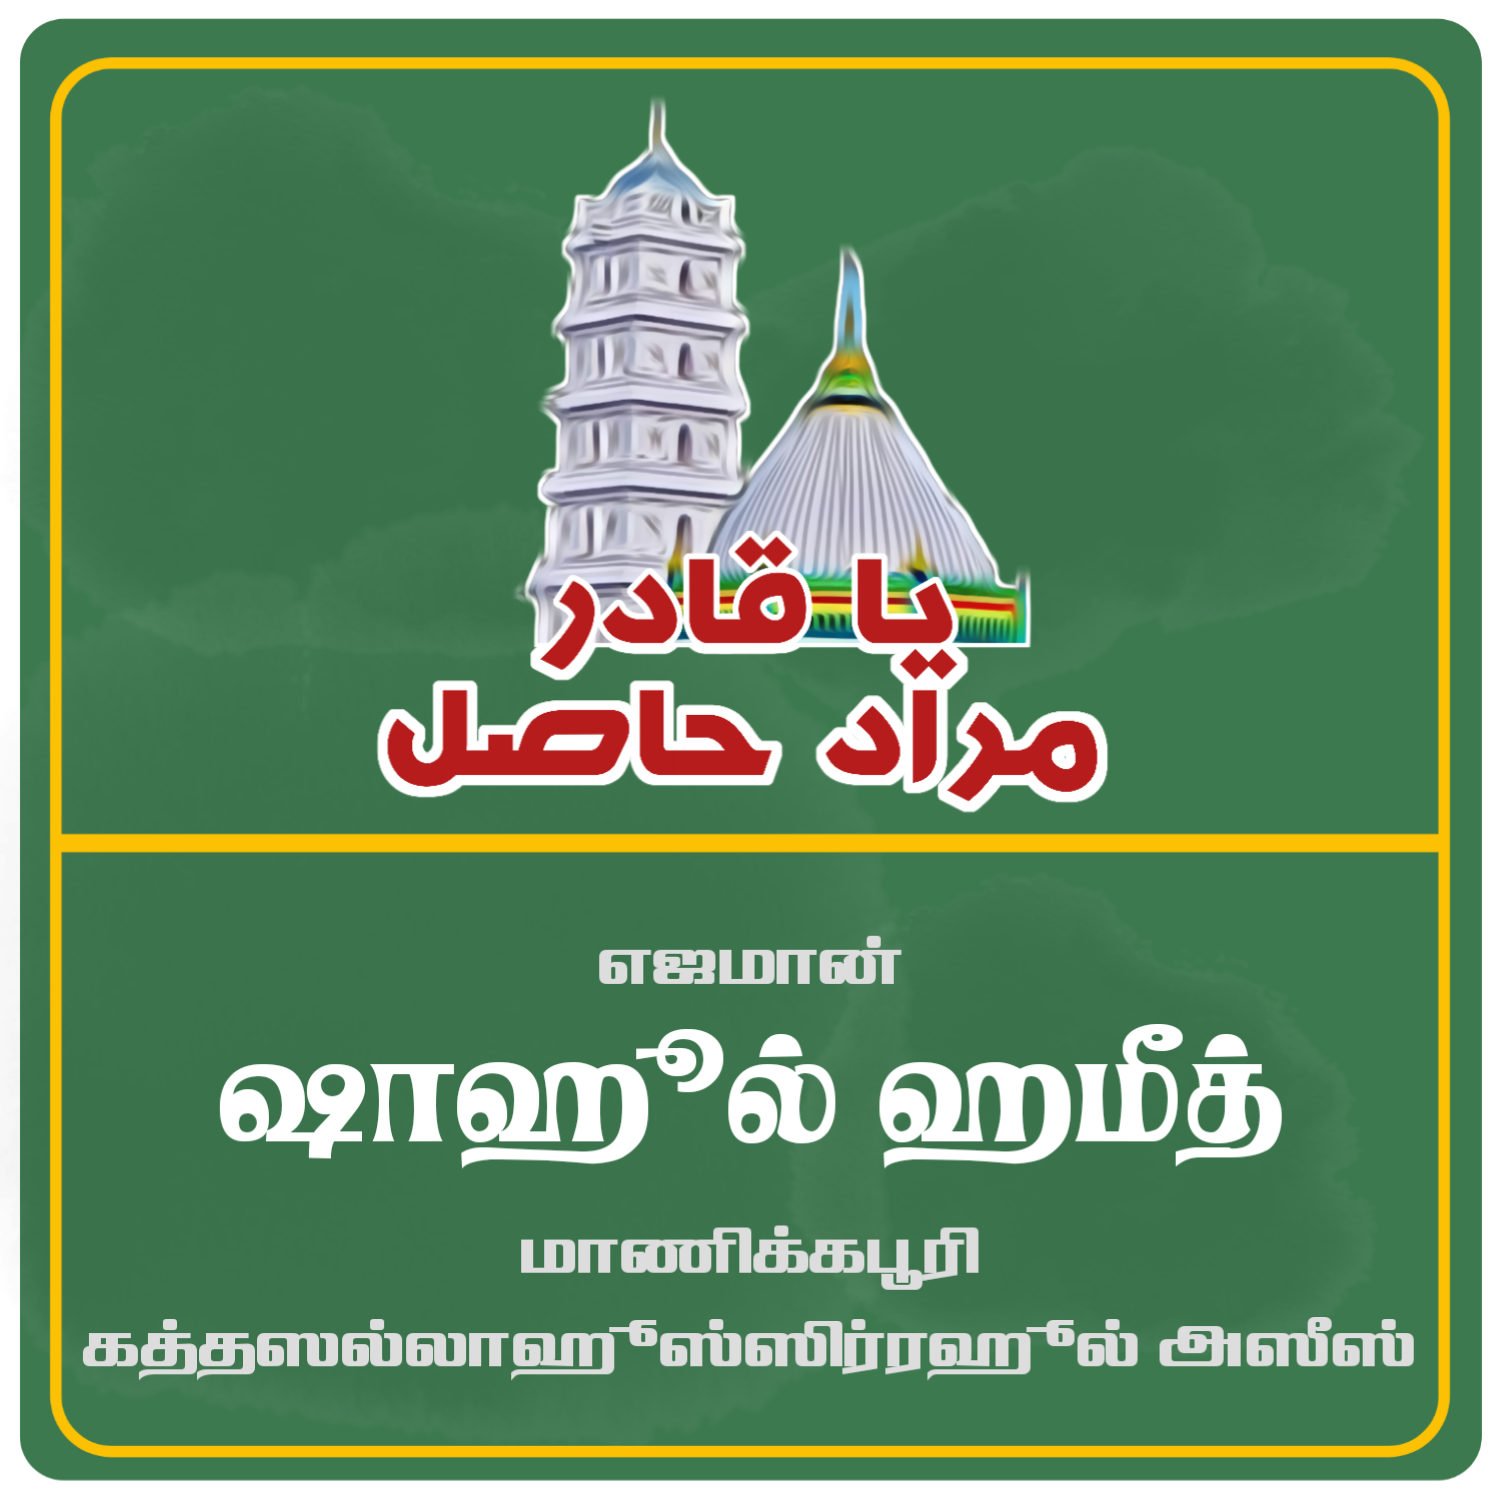 يا قادر
مراد حاصل
எஜமான்
ஷாஹூல் ஹமீத்
மாணிக்கபூரி
கத்தஸல்லாஹூஸ்ஸிர்ரஹூல் அஸீஸ்